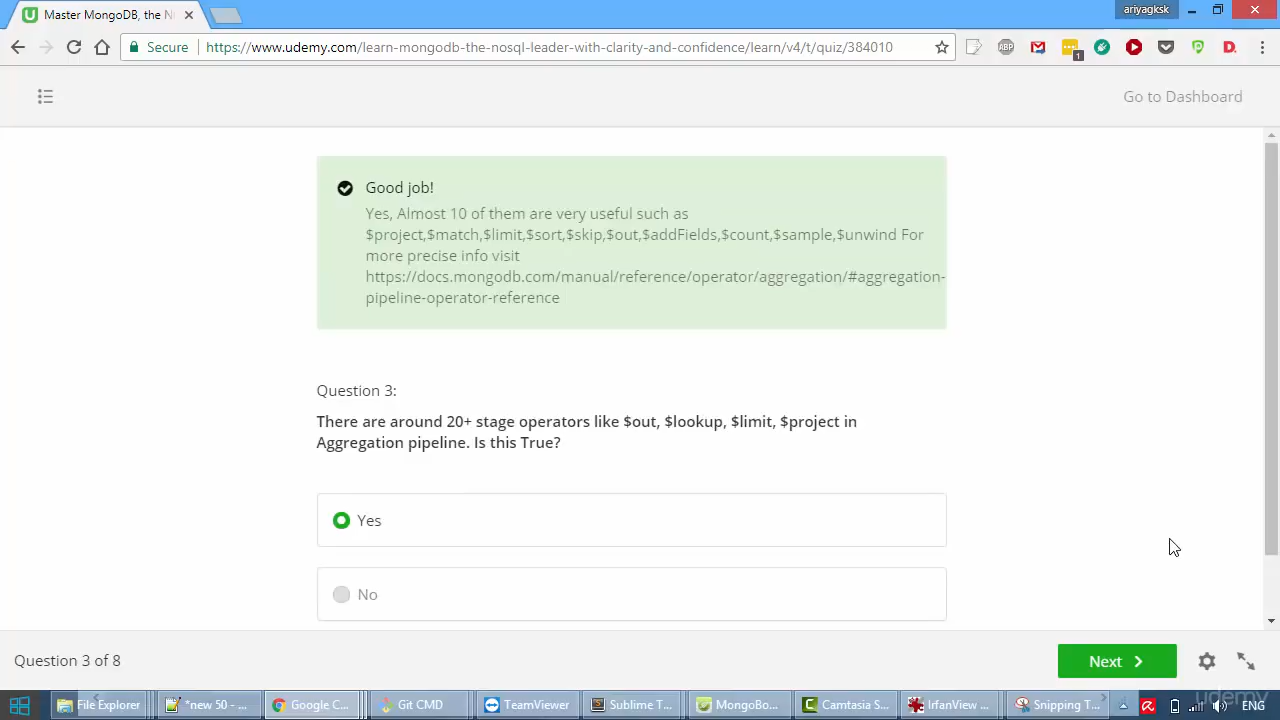 Master MongoDB, the N
ariyagksk
Secure
https://www.udemy.com/learn-mongodb-the-nosql-leader-with-clarity-and-confidence/learn/v4/t/quiz/384010
ABP
1
Go to Dashboard
Good job!
Yes, Almost 10 of them are very useful such as
$project,$match,$limit,$sort,$skip,$out,$addFields,$count,$sample,$unwind For
more precise info visit
https://docs.mongodb.com/manual/reference/operator/aggregation/#aggregation-
pipeline-operator-reference
Question 3:
There are around 20+ stage operators like $out, $lookup, $limit, $project in
Aggregation pipeline. Is this True?
Yes
No
Question 3 of 8
Next
File Explorer
*new 50 - ...
Google C...
Git CMD
TeamViewer
Sublime T...
MongoBo...
Camtasia S...
IrfanView ...
Snipping T...
ENG
udemy